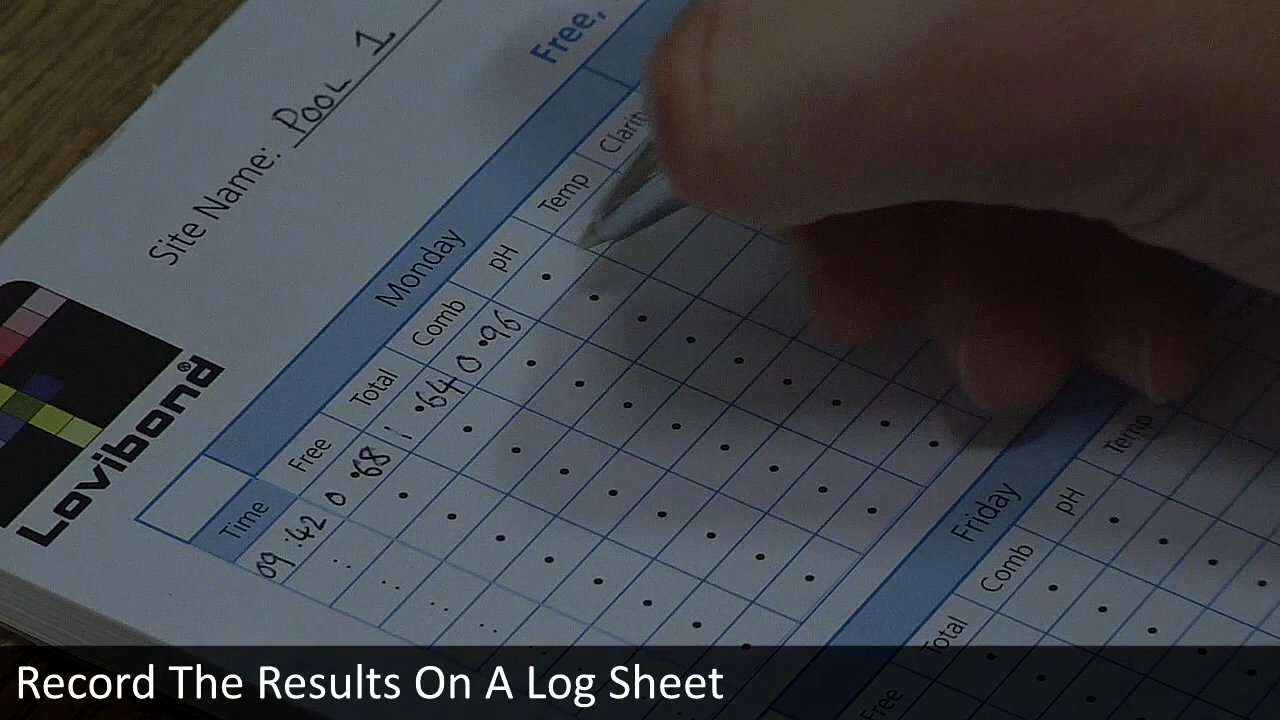 Site Name: POOL 1
Free,
Monday
Time Free Total Comb pH Temp
09:42 0.68 1.64 0.96
Lovibond®
Friday
Free Total Comb pH Temp
Record The Results On A Log Sheet